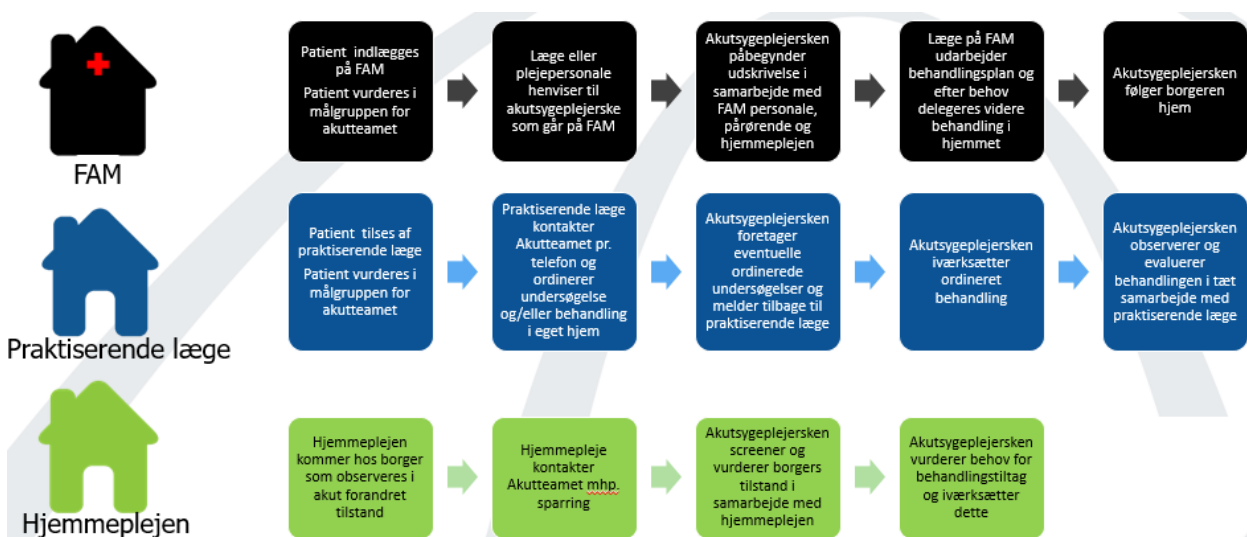 Patient indlægges
på FAM
Patient vurderes i
målgruppen for
akutteamet
Læge eller
plejepersonale
henviser til
akutsygeplejerske
som går på FAM
Akutsygeplejersken
påbegynder
udskrivelse i
samarbejde med
FAM personale,
pårørende og
hjemmeplejen
Læge på FAM
udarbejder
behandlingsplan og
efter behov
delegeres videre
behandling i
hjemmet
Akutsygeplejersken
følger borgeren
hjem
FAM
Patient tilses af
praktiserende læge
Patient vurderes i
målgruppen for
akutteamet
Praktiserende læge
kontakter
Akutteamet pr.
telefon og
ordinerer
undersøgelse
og/eller behandling
i eget hjem
Akutsygeplejersken
foretager
eventuelle
ordinerede
undersøgelser og
melder tilbage til
praktiserende læge
Akutsygeplejersken
iværksætter
ordineret
behandling
Akutsygeplejersken
observerer og
evaluerer
behandlingen i tæt
samarbejde med
praktiserende læge
Praktiserende læge
Hjemmeplejen
kommer hos borger
som observeres i
akut forandret
tilstand
Hjemmepleje
kontakter
Akutteamet mhp.
sparring
Akutsygeplejersken
screener og
vurderer borgers
tilstand i
samarbejde med
hjemmeplejen
Akutsygeplejersken
vurderer behov for
behandlingstiltag
og iværksætter
dette
Hjemmeplejen